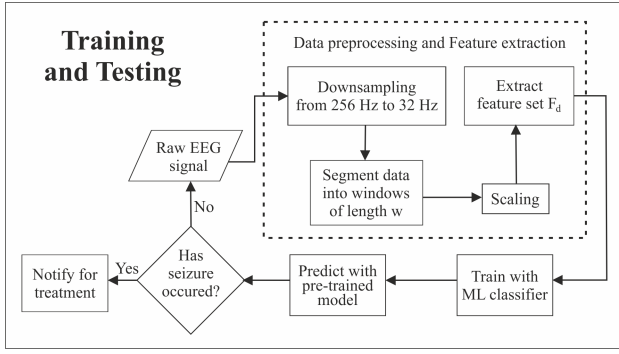 Training
and Testing
Data preprocessing and Feature extraction
Downsampling
from 256 Hz to 32 Hz
Extract
feature set Fd
Raw EEG
signal
Segment data
into windows
of length w
Scaling
No
Has
seizure
occured?
Yes
Notify for
treatment
Predict with
pre-trained
model
Train with
ML classifier